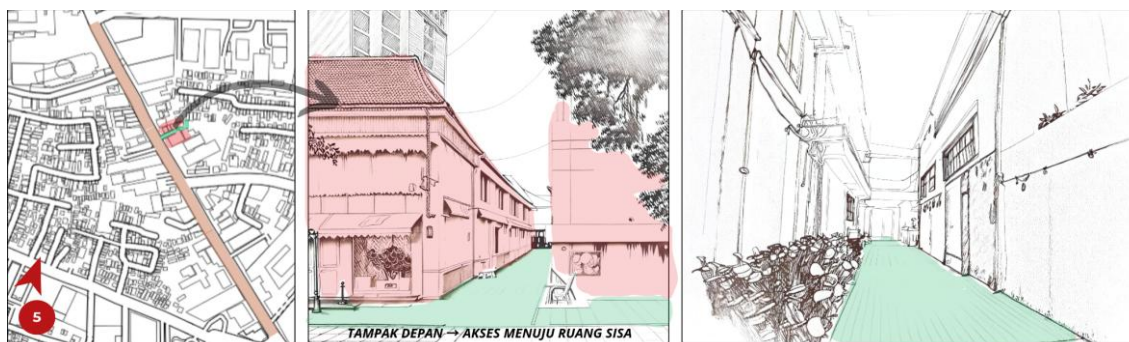 5
TAMPAK DEPAN → AKSES MENUJU RUANG SISA